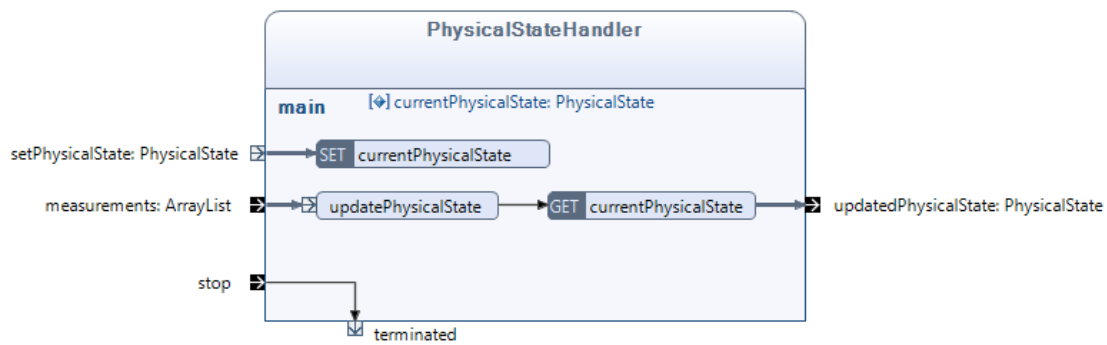 PhysicalStateHandler
main
currentPhysicalState: PhysicalState
setPhysicalState: PhysicalState
SET currentPhysicalState
measurements: ArrayList
updatePhysicalState
GET currentPhysicalState
updatedPhysicalState: PhysicalState
stop
terminated